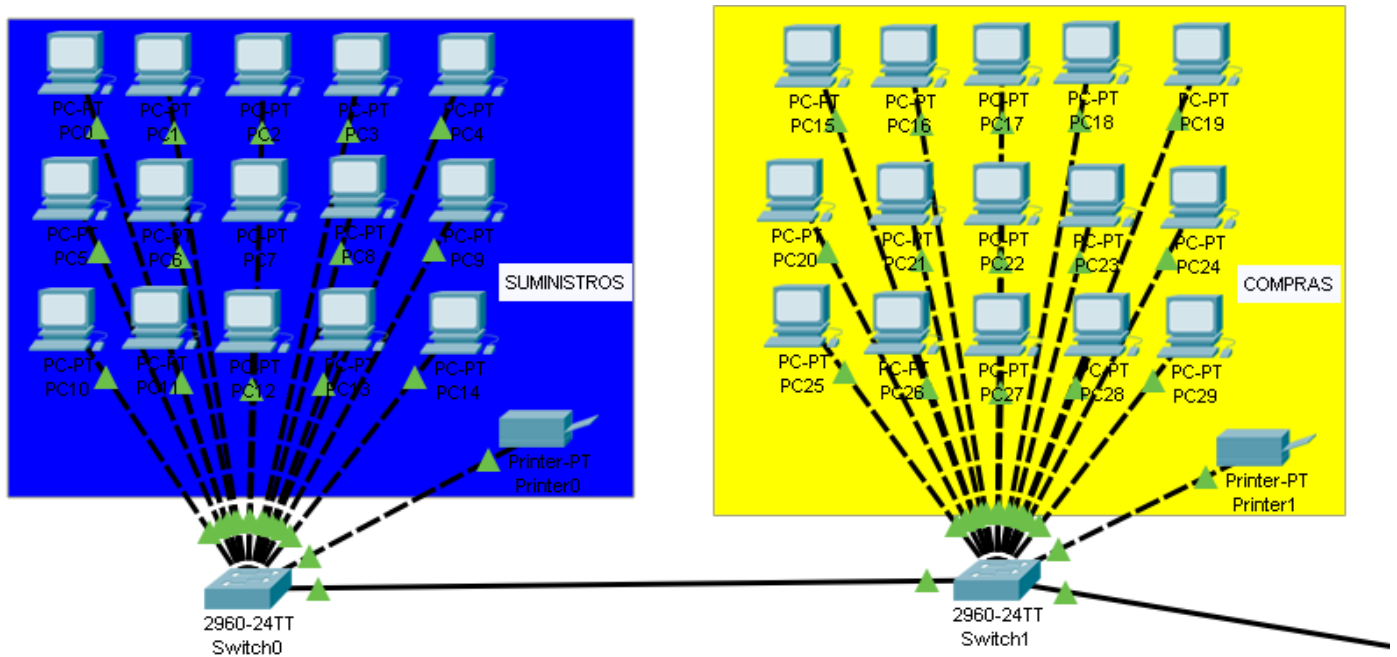 PC-PT
PC0
PC-PT
PC1
PC-PT
PC2
PC-PT
PC3
PC-PT
PC4
PC-PT
PC5
PC-PT
PC6
PC-PT
PC7
PC-PT
PC8
PC-PT
PC9
SUMINISTROS
PC-PT
PC10
PC-PT
PC11
PC-PT
PC12
PC-PT
PC13
PC-PT
PC14
Printer-PT
Printer0
2960-24TT
Switch0
PC-PT
PC15
PC-PT
PC16
PC-PT
PC17
PC-PT
PC18
PC-PT
PC19
PC-PT
PC20
PC-PT
PC21
PC-PT
PC22
PC-PT
PC23
PC-PT
PC24
COMPRAS
PC-PT
PC25
PC-PT
PC26
PC-PT
PC27
PC-PT
PC28
PC-PT
PC29
Printer-PT
Printer1
2960-24TT
Switch1